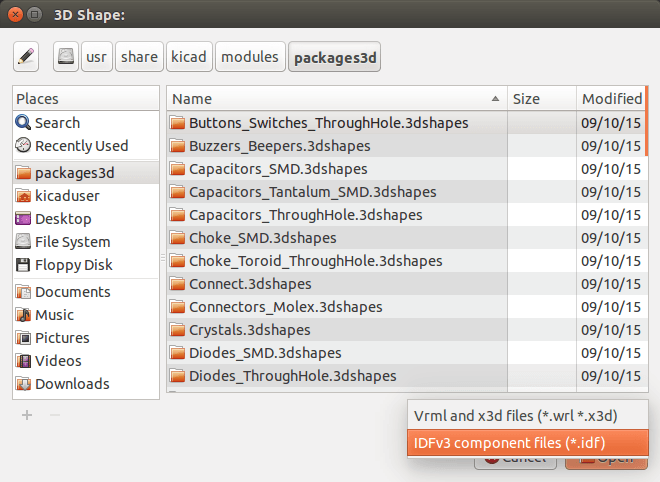 3D Shape:
usr share kicad modules packages3d
Places
Search
Recently Used
packages3d
kicaduser
Desktop
File System
Floppy Disk
Documents
Music
Pictures
Videos
Downloads
Name Size Modified
Buttons_Switches_ThroughHole.3dshapes 09/10/15
Buzzers_Beepers.3dshapes 09/10/15
Capacitors_SMD.3dshapes 09/10/15
Capacitors_Tantalum_SMD.3dshapes 09/10/15
Capacitors_ThroughHole.3dshapes 09/10/15
Choke_SMD.3dshapes 09/10/15
Choke_Toroid_ThroughHole.3dshapes 09/10/15
Connect.3dshapes 09/10/15
Connectors_Molex.3dshapes 09/10/15
Crystals.3dshapes 09/10/15
Diodes_SMD.3dshapes 09/10/15
Diodes_ThroughHole.3dshapes 09/10/15
Vrml and x3d files (*.wrl *.x3d)
IDFv3 component files (*.idf)
Cancel Open